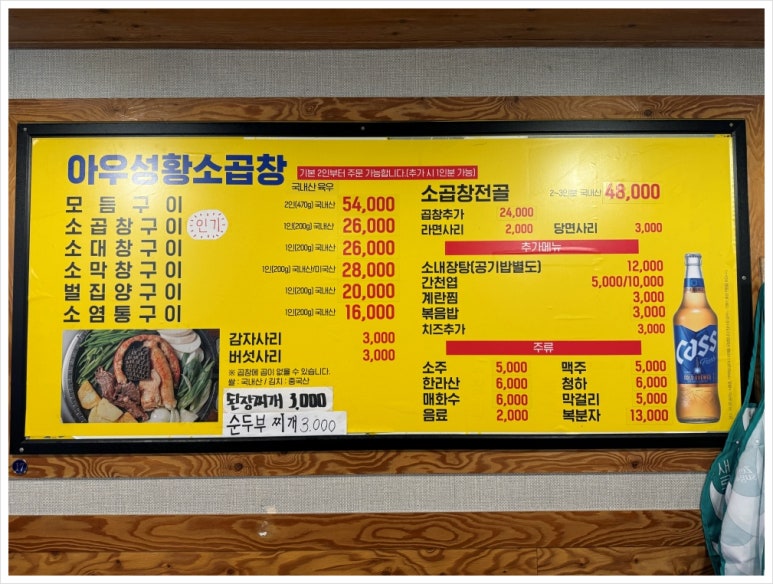 아우성황소곱창
기본 2인부터 주문 가능합니다.(추가 시 1인분 가능)
국내산 육우
모듬구이 2인(470g) 국내산 54,000
소곱창구이 인기 1인(200g) 국내산 26,000
소대창구이 1인(200g) 국내산 26,000
소막창구이 1인(200g) 국내산/미국산 28,000
벌집양구이 1인(200g) 국내산 20,000
소염통구이 1인(200g) 국내산 16,000
감자사리 3,000
버섯사리 3,000
※ 곱창에 곱이 없을 수 있습니다.
쌀 : 국내산 / 김치 : 중국산
된장찌개 3,000
순두부 찌개 3,000
소곱창전골 2~3인분 국내산 48,000
곱창추가 24,000
라면사리 2,000 당면사리 3,000
추가메뉴
소내장탕(공기밥별도) 12,000
간천엽 5,000/10,000
계란찜 3,000
볶음밥 3,000
치즈추가 3,000
주류
소주 5,000 맥주 5,000
한라산 6,000 청하 6,000
매화수 6,000 막걸리 5,000
음료 2,000 복분자 13,000
Cass
Fresh